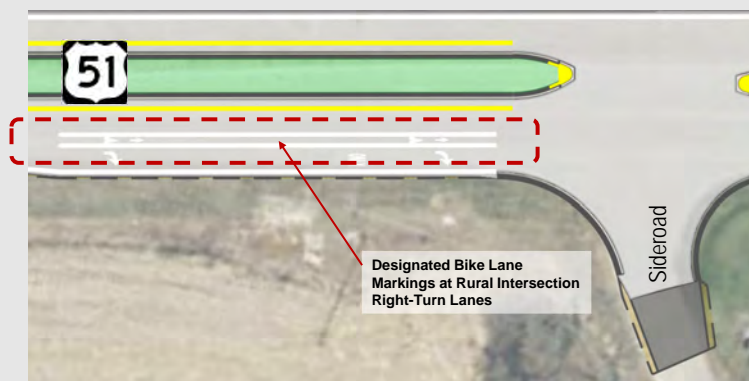 51
Sideroad
Designated Bike Lane
Markings at Rural Intersection
Right-Turn Lanes